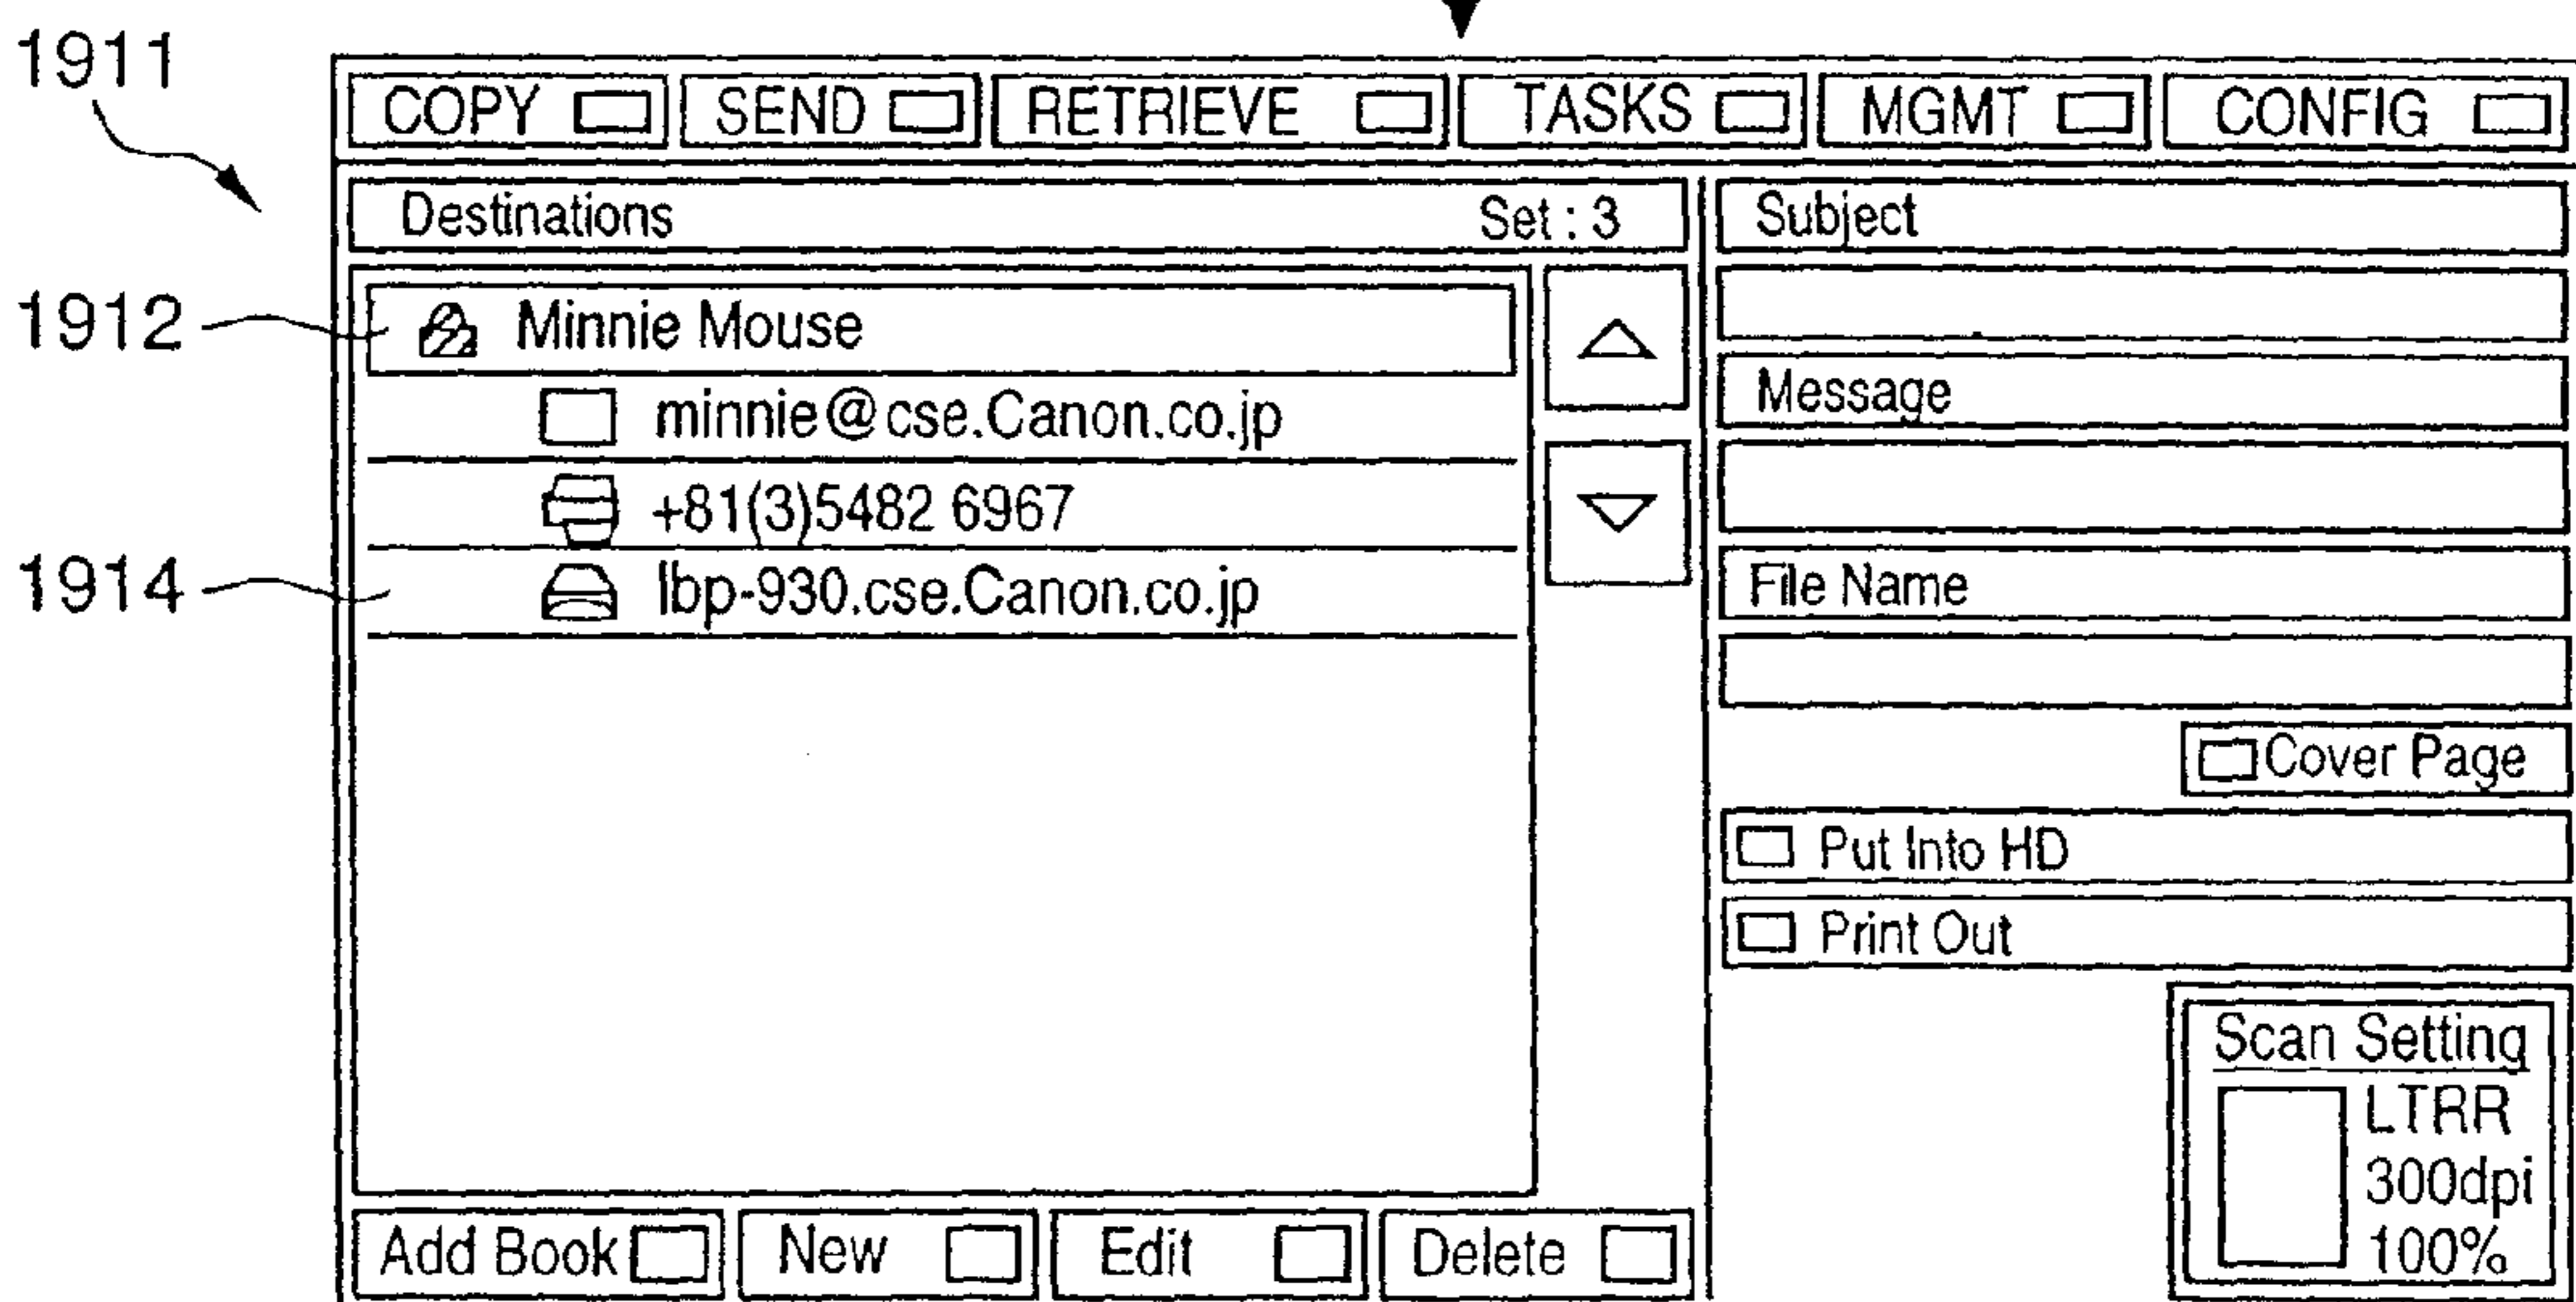 1911
COPY SEND RETRIEVE TASKS MGMT CONFIG
Destinations Set : 3
Subject
1912
Minnie Mouse
minnie@cse.Canon.co.jp
Message
+81(3)5482 6967
1914
lbp-930.cse.Canon.co.jp
File Name
Cover Page
Put Into HD
Print Out
Scan Setting
LTRR
300dpi
100%
Add Book New Edit Delete